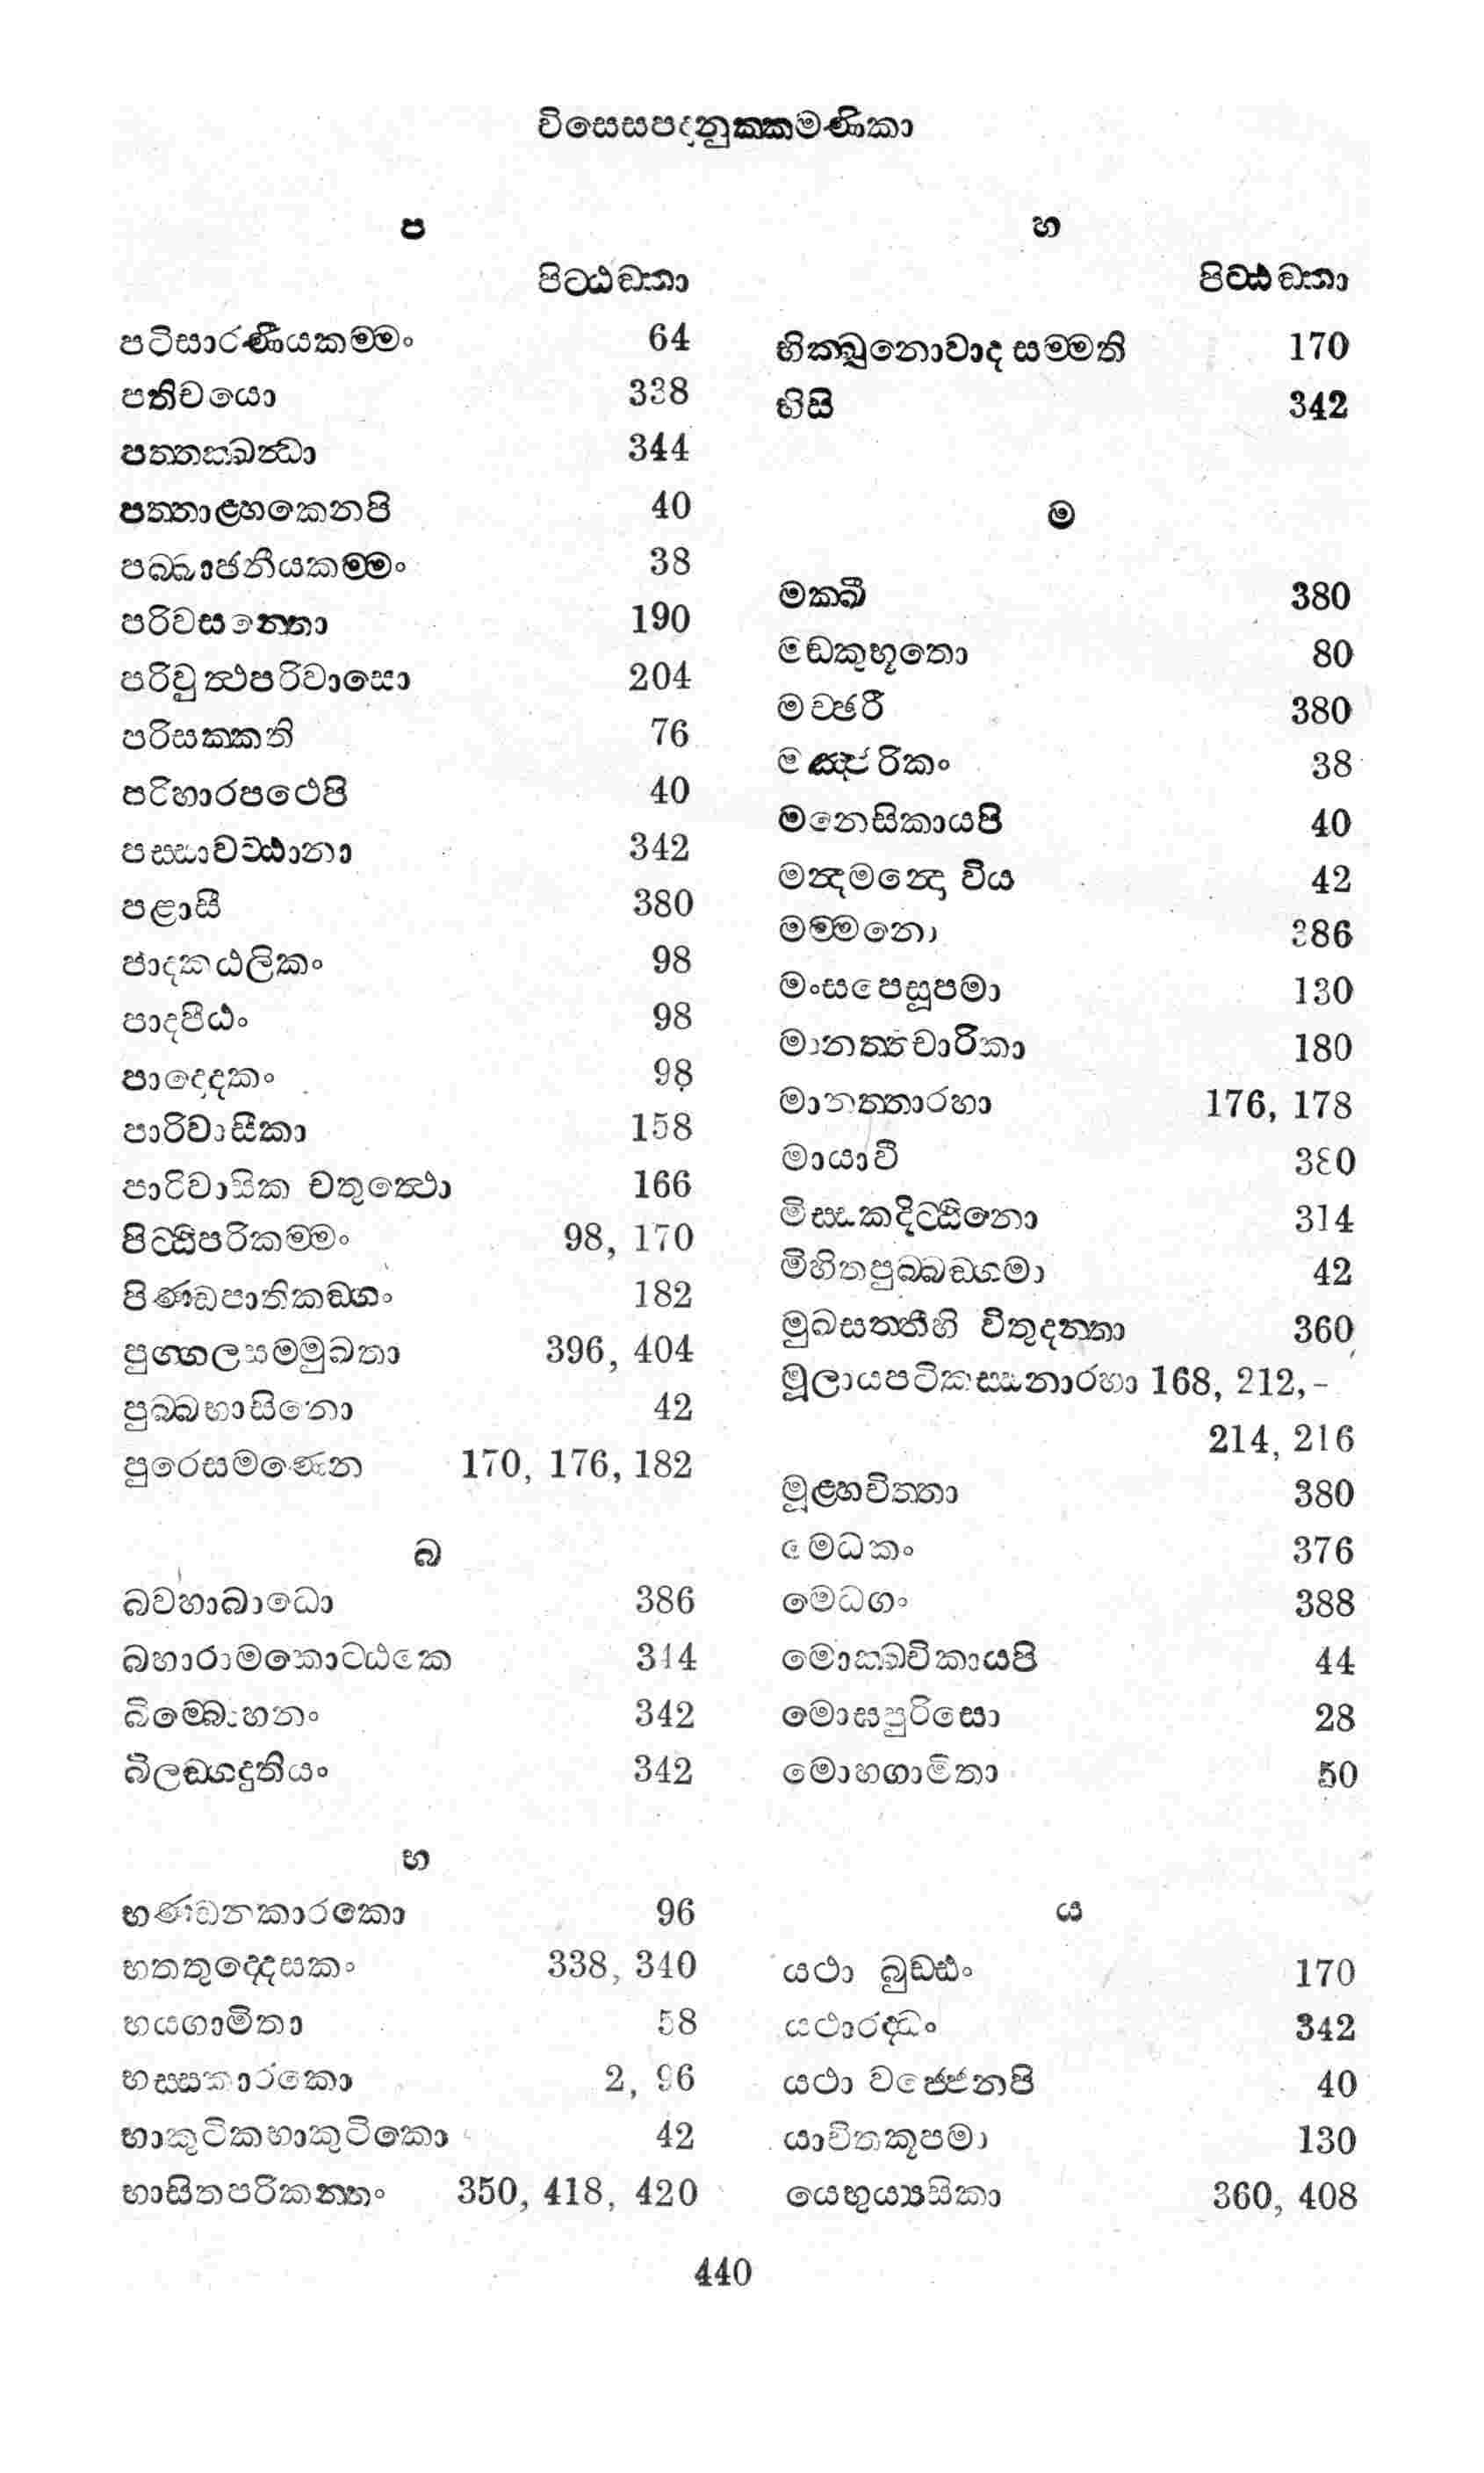 විසෙසපදානුක්කමණිකා
ප
පිට්ඨඞ්කා
පටිසාරණීයකම්මං 64
පතිචයො 338
පත්තක්ඛන්ධා 344
පත්තාළ්හකෙනපි 40
පබ්බාජනීයකම්මං 38
පරිවසන්තො 190
පරිවුත්ථපරිවාසො 204
පරිසක්කති 76
පරිහාරපථෙපි 40
පස්සාවට්ඨානා 342
පළාසී 380
පාදකඨලිකං 98
පාදපීඨං 98
පාදොදකං 98
පාරිවාසිකා 158
පාරිවාසික චතුත්ථො 166
පිට්ඨිපරිකම්මං 98, 170
පිණ්ඩපාතිකඞ්ගං 182
පුග්ගලසම්මුඛතා 396, 404
පුබ්බභාසිනො 42
පුරෙසමණෙන 170, 176, 182
බ
බව්හාබාධො 386
බහාරාමකොට්ඨකෙ 314
බිම්බොහනං 342
බිලඞ්ගදුතියං 342
භ
භණ්ඩනකාරකො 96
භත්තුද්දෙසකං 338, 340
භයගාමිතා 58
භස්සකාරකො 2, 96
භාකුටිකභාකුටිකො 42
භාසිතපරිකන්තං 350, 418, 420
භ
පිට්ඨඞ්කා
භික්ඛුනොවාද සම්මති 170
භිසි 342
ම
මක්ඛී 380
මඞ්කුභූතො 80
මච්ඡරී 380
මඤ්ජරිකං 38
මනෙසිකායපි 40
මන්දමන්දො විය 42
මම්මනො 386
මංසපෙසූපමා 130
මානත්තචාරිකා 180
මානත්තාරහා 176, 178
මායාවී 380
මිස්සකදිට්ඨිනො 314
මිහිතපුබ්බඞ්ගමා 42
මුඛසත්තීහි විතුදන්තා 360
මූලායපටිකස්සනාරහා 168, 212,-
214, 216
මූළ්හචිත්තා 380
මෙධකං 376
මෙධගං 388
මොක්ඛචිකායපි 44
මොඝපුරිසො 28
මොහගාමිතා 50
ය
යථා බුඩ්ඪං 170
යථාරද්ධං 342
යථා වජ්ජෙනපි 40
යාචිතකූපමා 130
යෙභුය්‍යසිකා 360, 408
440